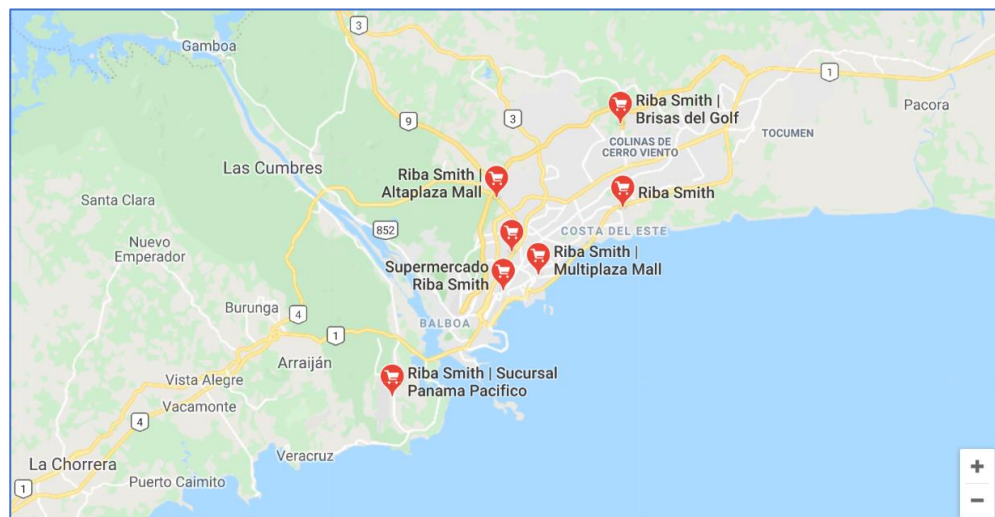 3
Gamboa
1
Riba Smith |
Brisas del Golf
Pacora
9
3
TOCUMEN
COLINAS DE
CERRO VIENTO
Las Cumbres
Riba Smith |
Altaplaza Mall
Riba Smith
Santa Clara
852
COSTA DEL ESTE
Nuevo
Emperador
Riba Smith |
Multiplaza Mall
Supermercado
Riba Smith
Burunga
4
BALBOA
1
Arraiján
Riba Smith | Sucursal
Panama Pacifico
Vista Alegre
Vacamonte
4
Veracruz
La Chorrera
+
1
Puerto Caimito
−